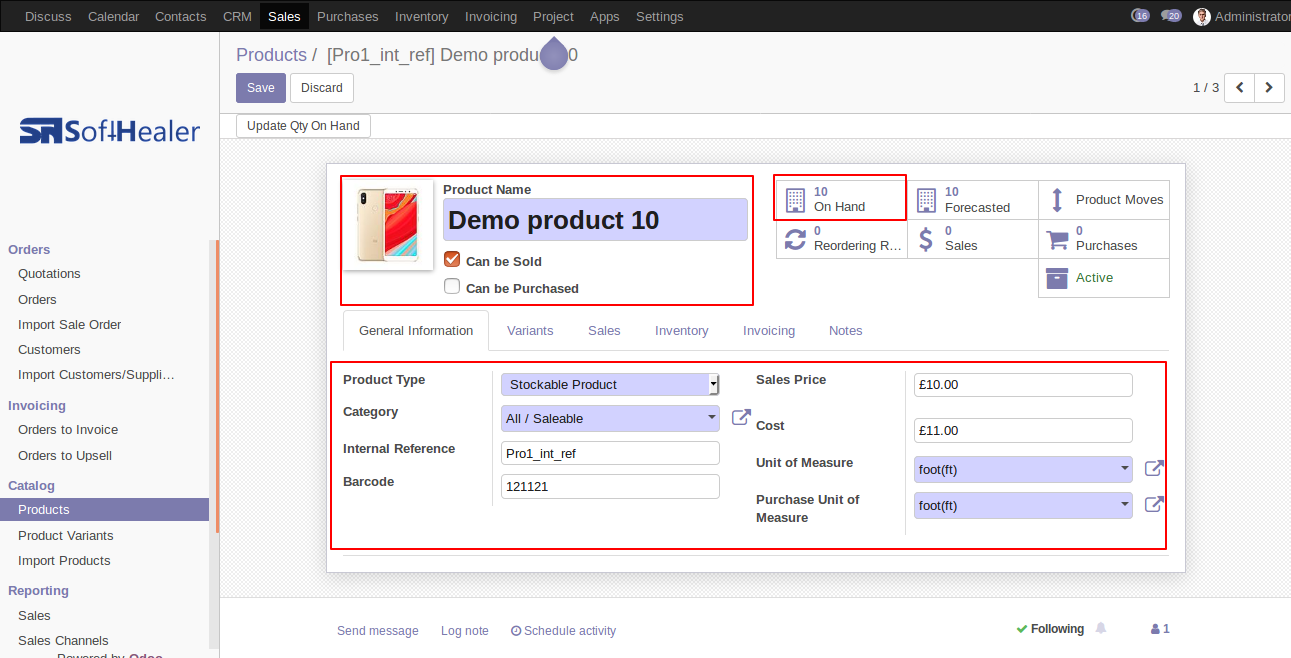 Discuss Calendar Contacts CRM Sales Purchases Inventory Invoicing Project Apps Settings 16 20 Administrator
Products / [Pro1_int_ref] Demo produ 0
Save Discard 1 / 3
Update Qty On Hand
SoftHealer
Orders
Quotations
Orders
Import Sale Order
Customers
Import Customers/Suppli…
Invoicing
Orders to Invoice
Orders to Upsell
Catalog
Products
Product Variants
Import Products
Reporting
Sales
Sales Channels
Powered by Odoo
Product Name
Demo product 10
Can be Sold
Can be Purchased
10
On Hand
10
Forecasted
Product Moves
0
Reordering R…
0
Sales
0
Purchases
Active
General Information Variants Sales Inventory Invoicing Notes
Product Type Stockable Product
Category All / Saleable
Internal Reference Pro1_int_ref
Barcode 121121
Sales Price £10.00
Cost £11.00
Unit of Measure foot(ft)
Purchase Unit of
Measure foot(ft)
Send message Log note Schedule activity Following 1